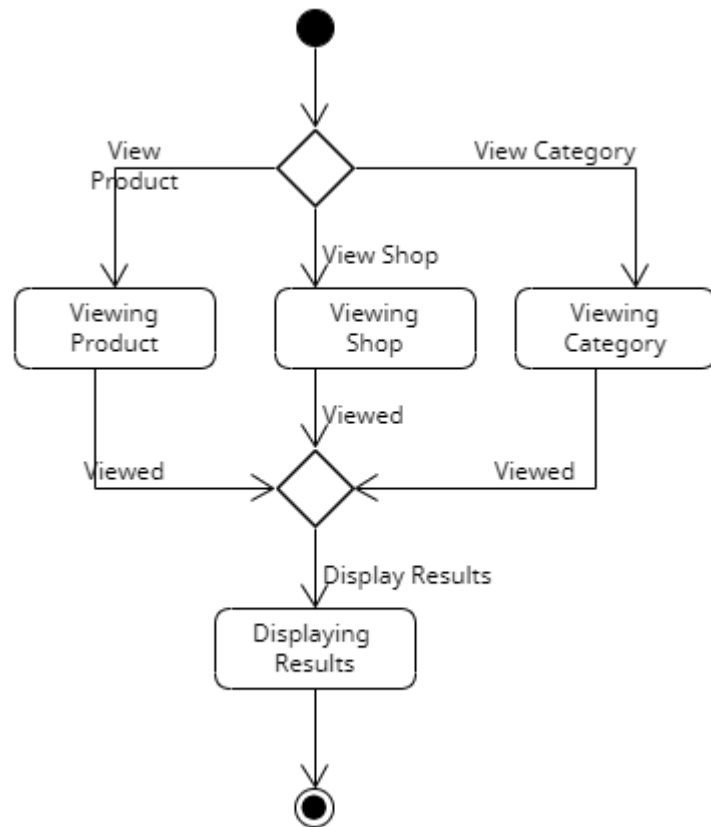 View
Product
View Category
View Shop
Viewing
Product
Viewing
Shop
Viewing
Category
Viewed
Viewed
Viewed
Display Results
Displaying
Results